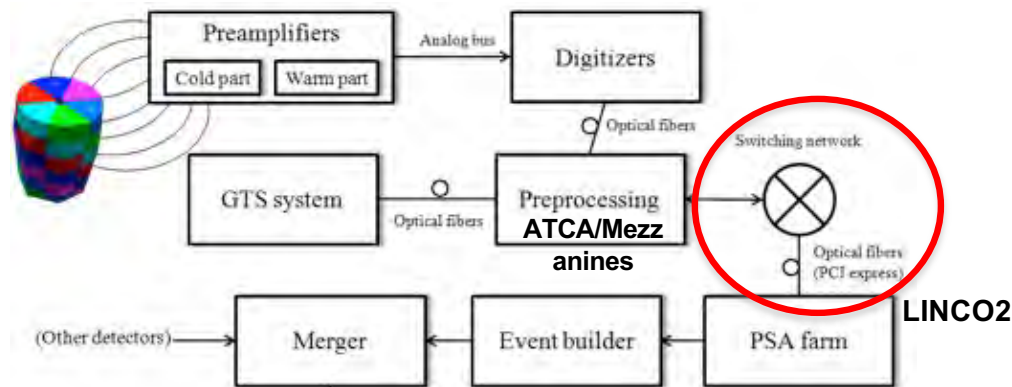 Preamplifiers
Cold part
Warm part
Analog bus
Digitizers
Optical fibers
Switching network
GTS system
Optical fibers
Preprocessing
ATCA/Mezz
anines
Optical fibers
(PCI express)
LINCO2
(Other detectors)
Merger
Event builder
PSA farm